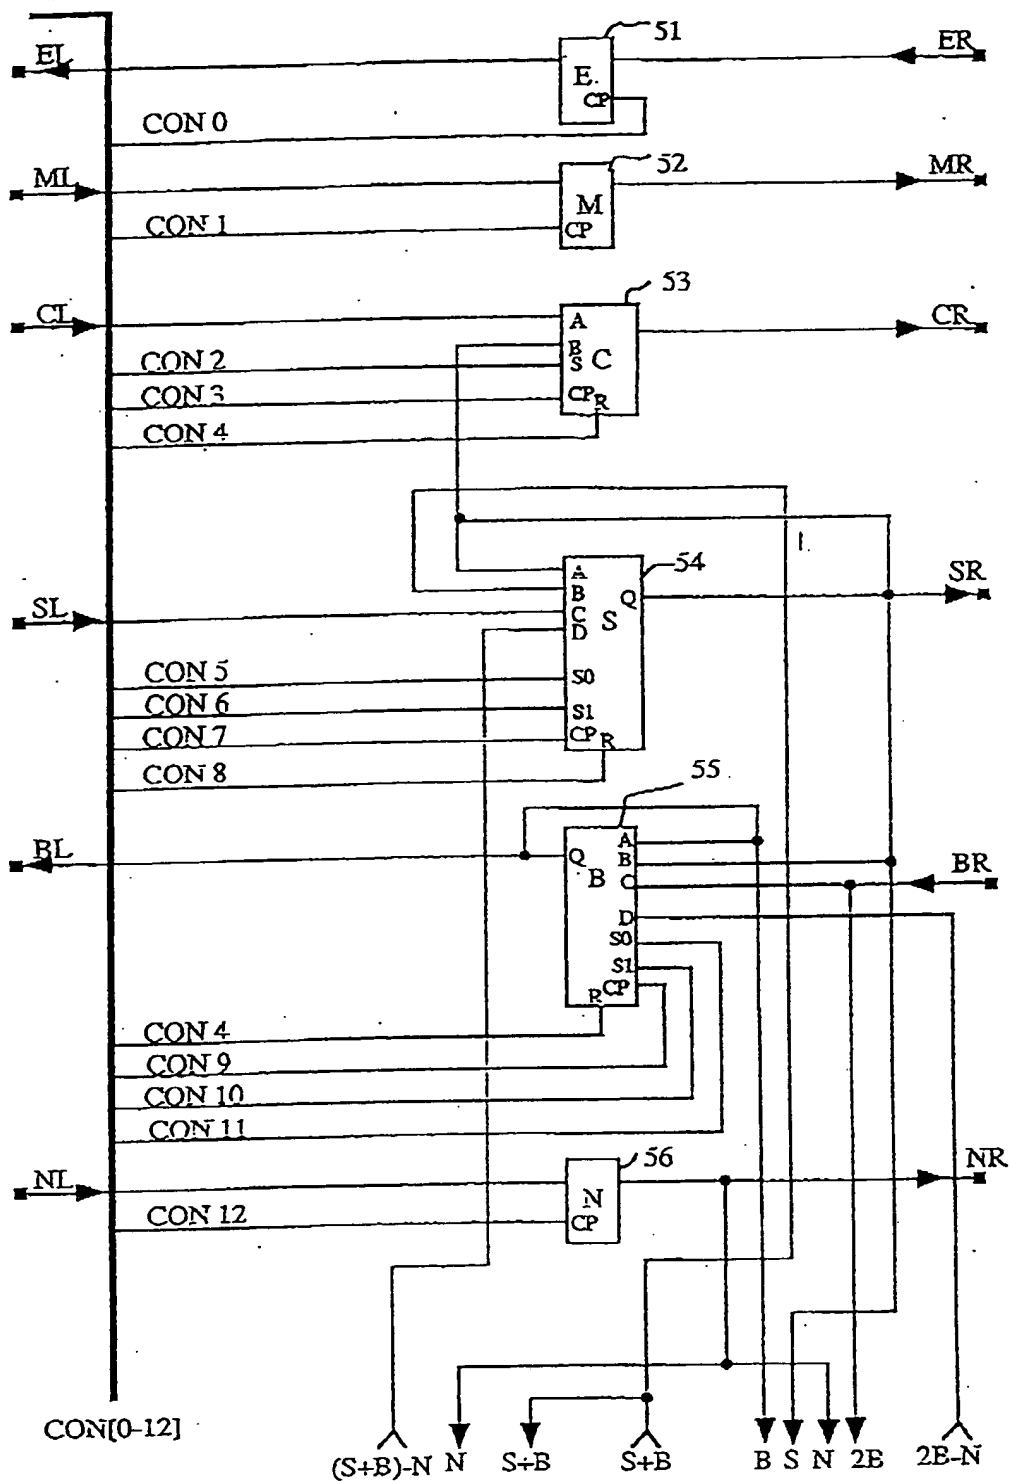 51
EL
ER
E
CP
CON 0
ML
52
MR
M
CON 1
CP
53
CL
CR
A
B
CON 2
S
C
CON 3
CP
R
CON 4
54
A
SR
B
Q
SL
C
S
D
CON 5
S0
CON 6
S1
CON 7
CP
R
CON 8
55
BL
A
Q
B
BR
B
C
D
S0
S1
CP
R
CON 4
CON 9
CON 10
CON 11
56
NR
NL
N
CON 12
CP
CON[0-12]
(S+B)-N N S+B S+B B S N 2B 2B-N